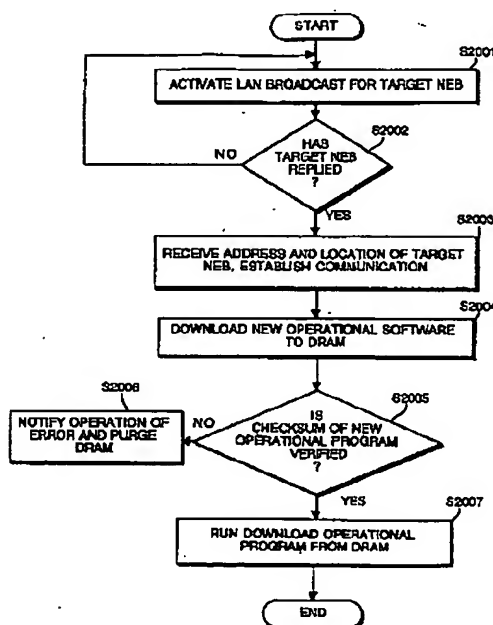 START
S2001
ACTIVATE LAN BROADCAST FOR TARGET NEB
S2002
HAS
TARGET NEB
REPLIED
?
NO
YES
S2003
RECEIVE ADDRESS AND LOCATION OF TARGET
NEB, ESTABLISH COMMUNICATION
S2004
DOWNLOAD NEW OPERATIONAL SOFTWARE
TO DRAM
S2005
IS
CHECKSUM OF NEW
OPERATIONAL PROGRAM
VERIFIED
?
NO
S2006
NOTIFY OPERATION OF
ERROR AND PURGE
DRAM
YES
S2007
RUN DOWNLOAD OPERATIONAL
PROGRAM FROM DRAM
END